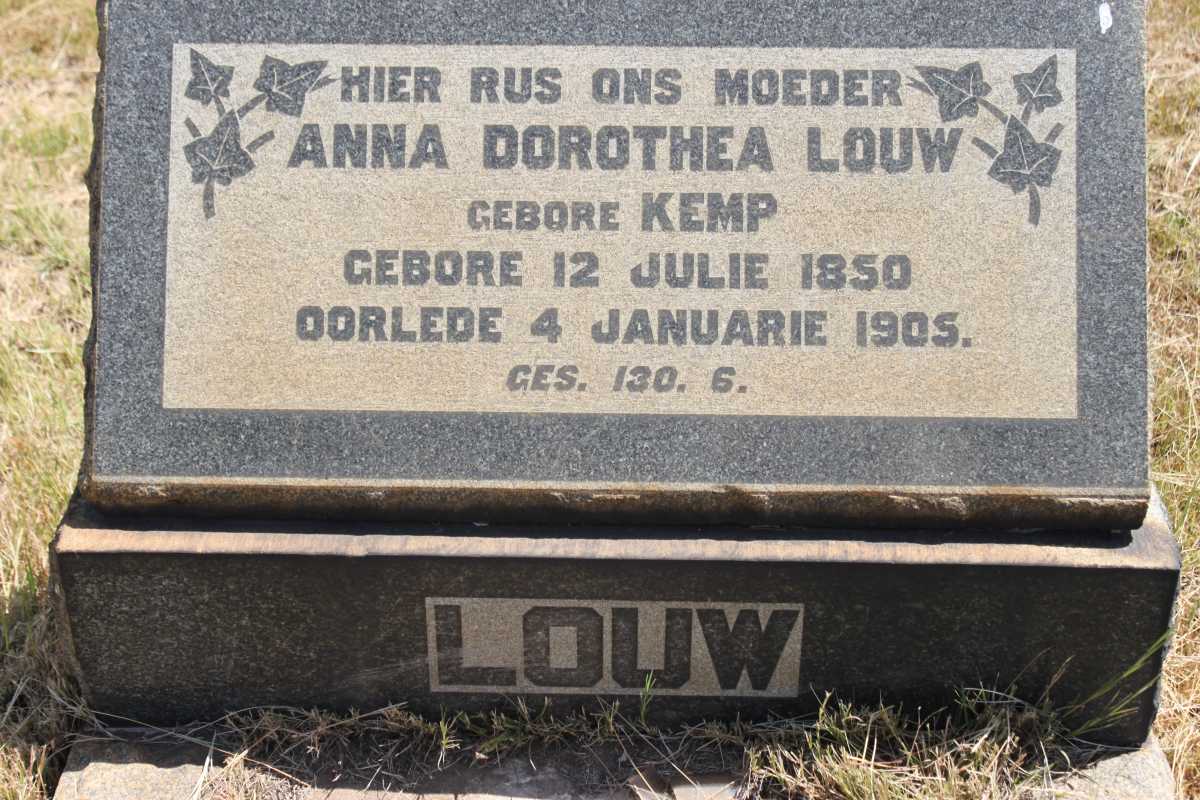 HIER RUS ONS MOEDER
ANNA DOROTHEA LOUW
GEBORE KEMP
GEBORE 12 JULIE 1850
OORLEDE 4 JANUARIE 1905.
GES. 130. 6.
LOUW